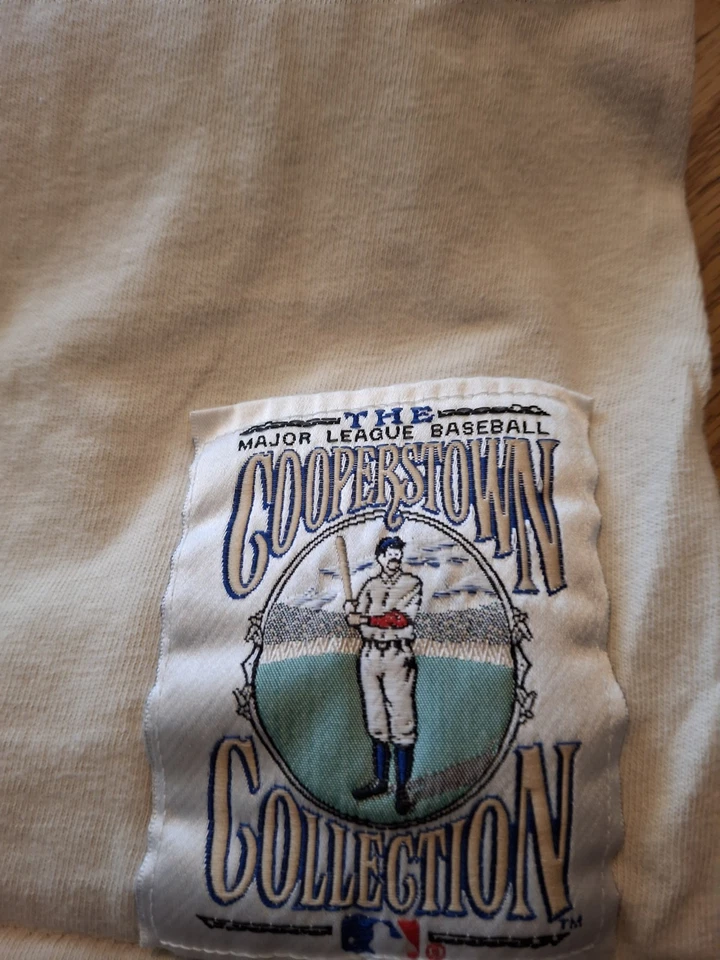 THE
MAJOR LEAGUE BASEBALL
COOPERSTOWN
COLLECTION
TM
®